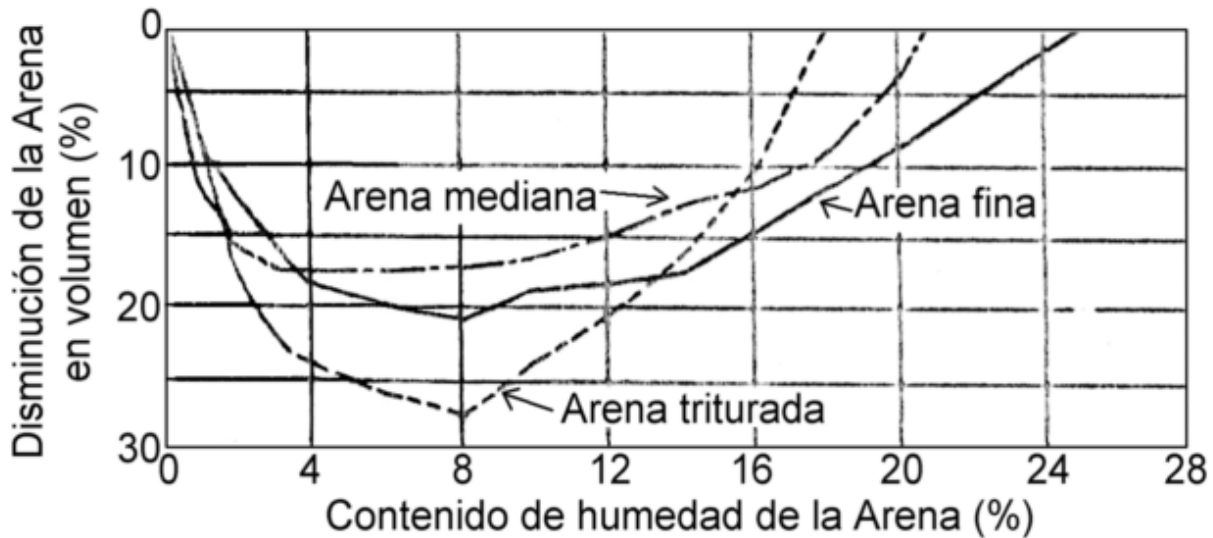 Disminución de la Arena
en volumen (%)
0
10
20
30
Arena mediana
Arena fina
Arena triturada
0 4 8 12 16 20 24 28
Contenido de humedad de la Arena (%)